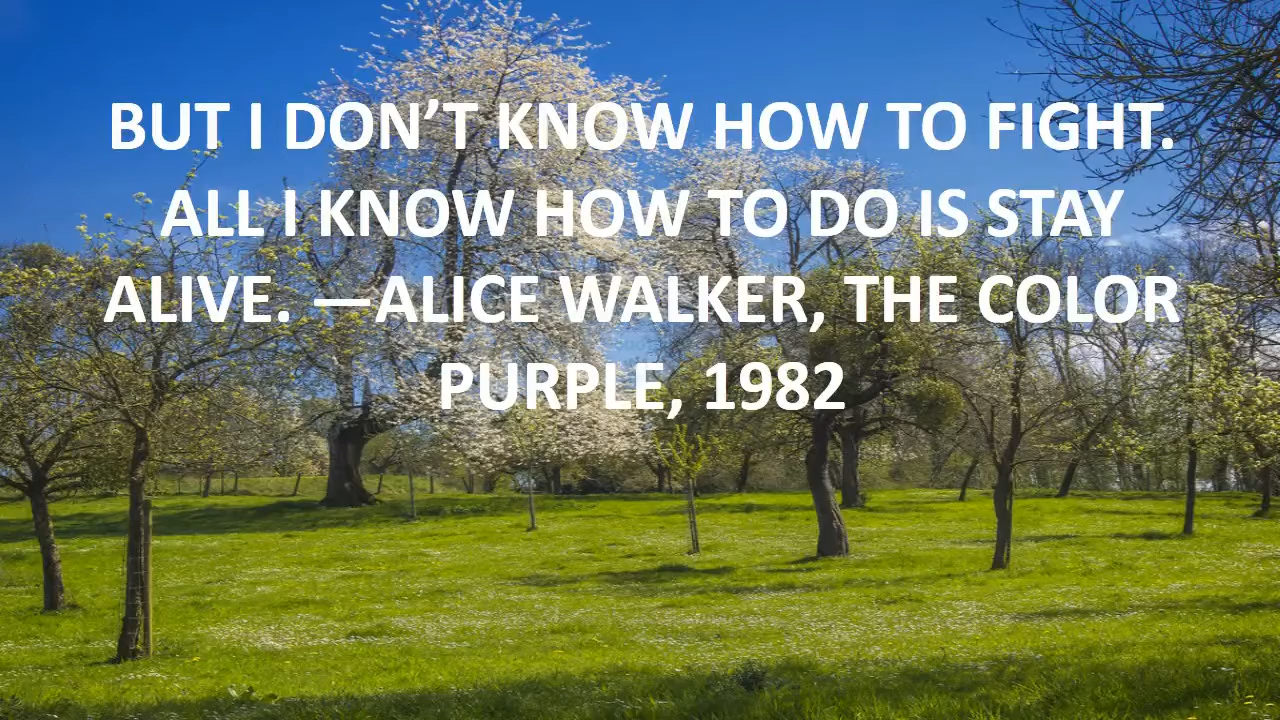 BUT I DON’T KNOW HOW TO FIGHT.
ALL I KNOW HOW TO DO IS STAY
ALIVE. —ALICE WALKER, THE COLOR
PURPLE, 1982